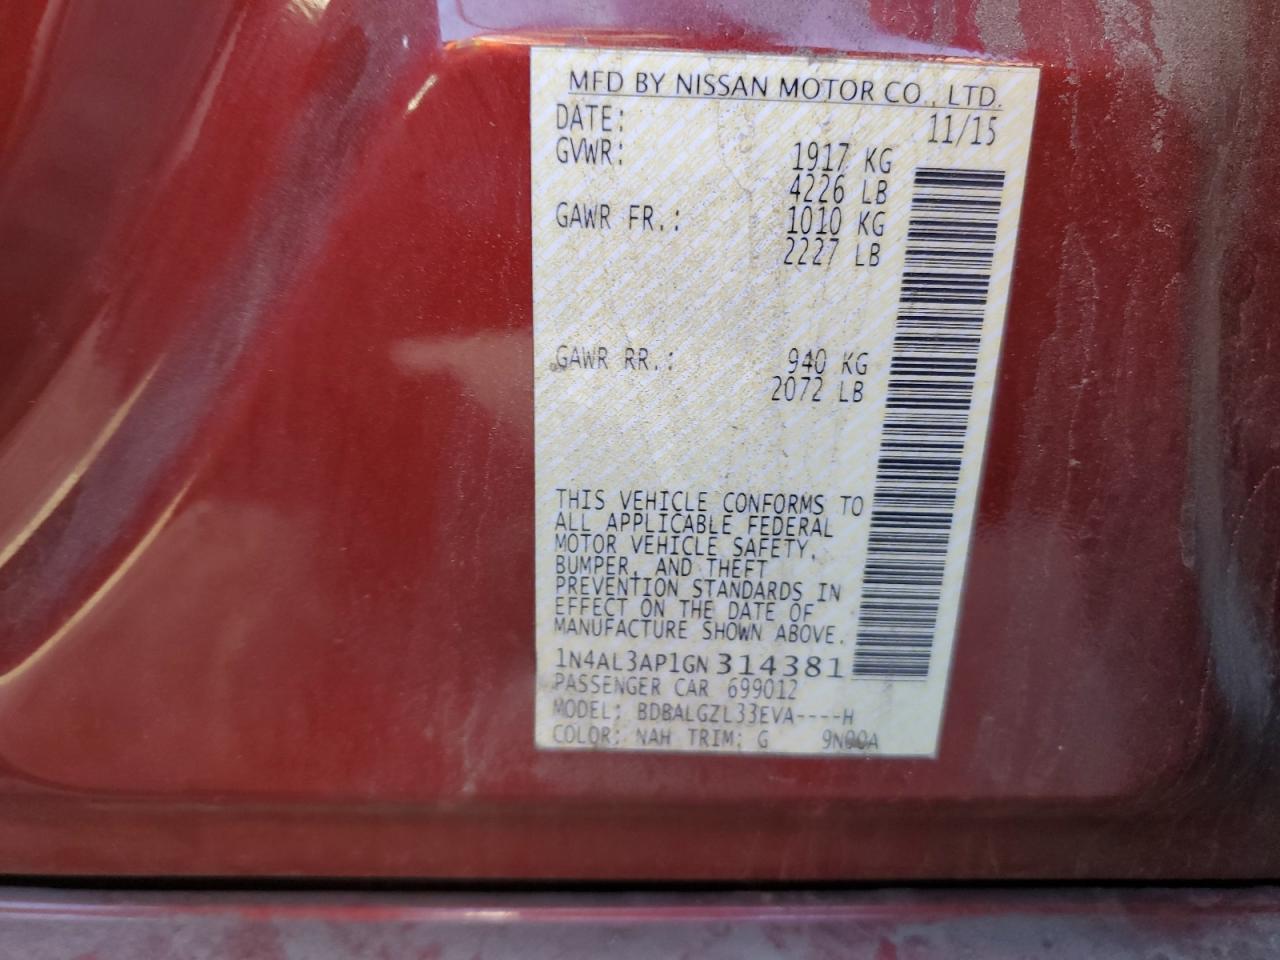 MFD BY NISSAN MOTOR CO., LTD.
DATE: 11/15
GVWR: 1917 KG
4226 LB
GAWR FR.: 1010 KG
2227 LB
GAWR RR.: 940 KG
2072 LB
THIS VEHICLE CONFORMS TO
ALL APPLICABLE FEDERAL
MOTOR VEHICLE SAFETY,
BUMPER, AND THEFT
PREVENTION STANDARDS IN
EFFECT ON THE DATE OF
MANUFACTURE SHOWN ABOVE.
1N4AL3AP1GN314381
PASSENGER CAR 699012
MODEL: BDBALGZL33EVA----H
COLOR: NAH TRIM: G 9N00A